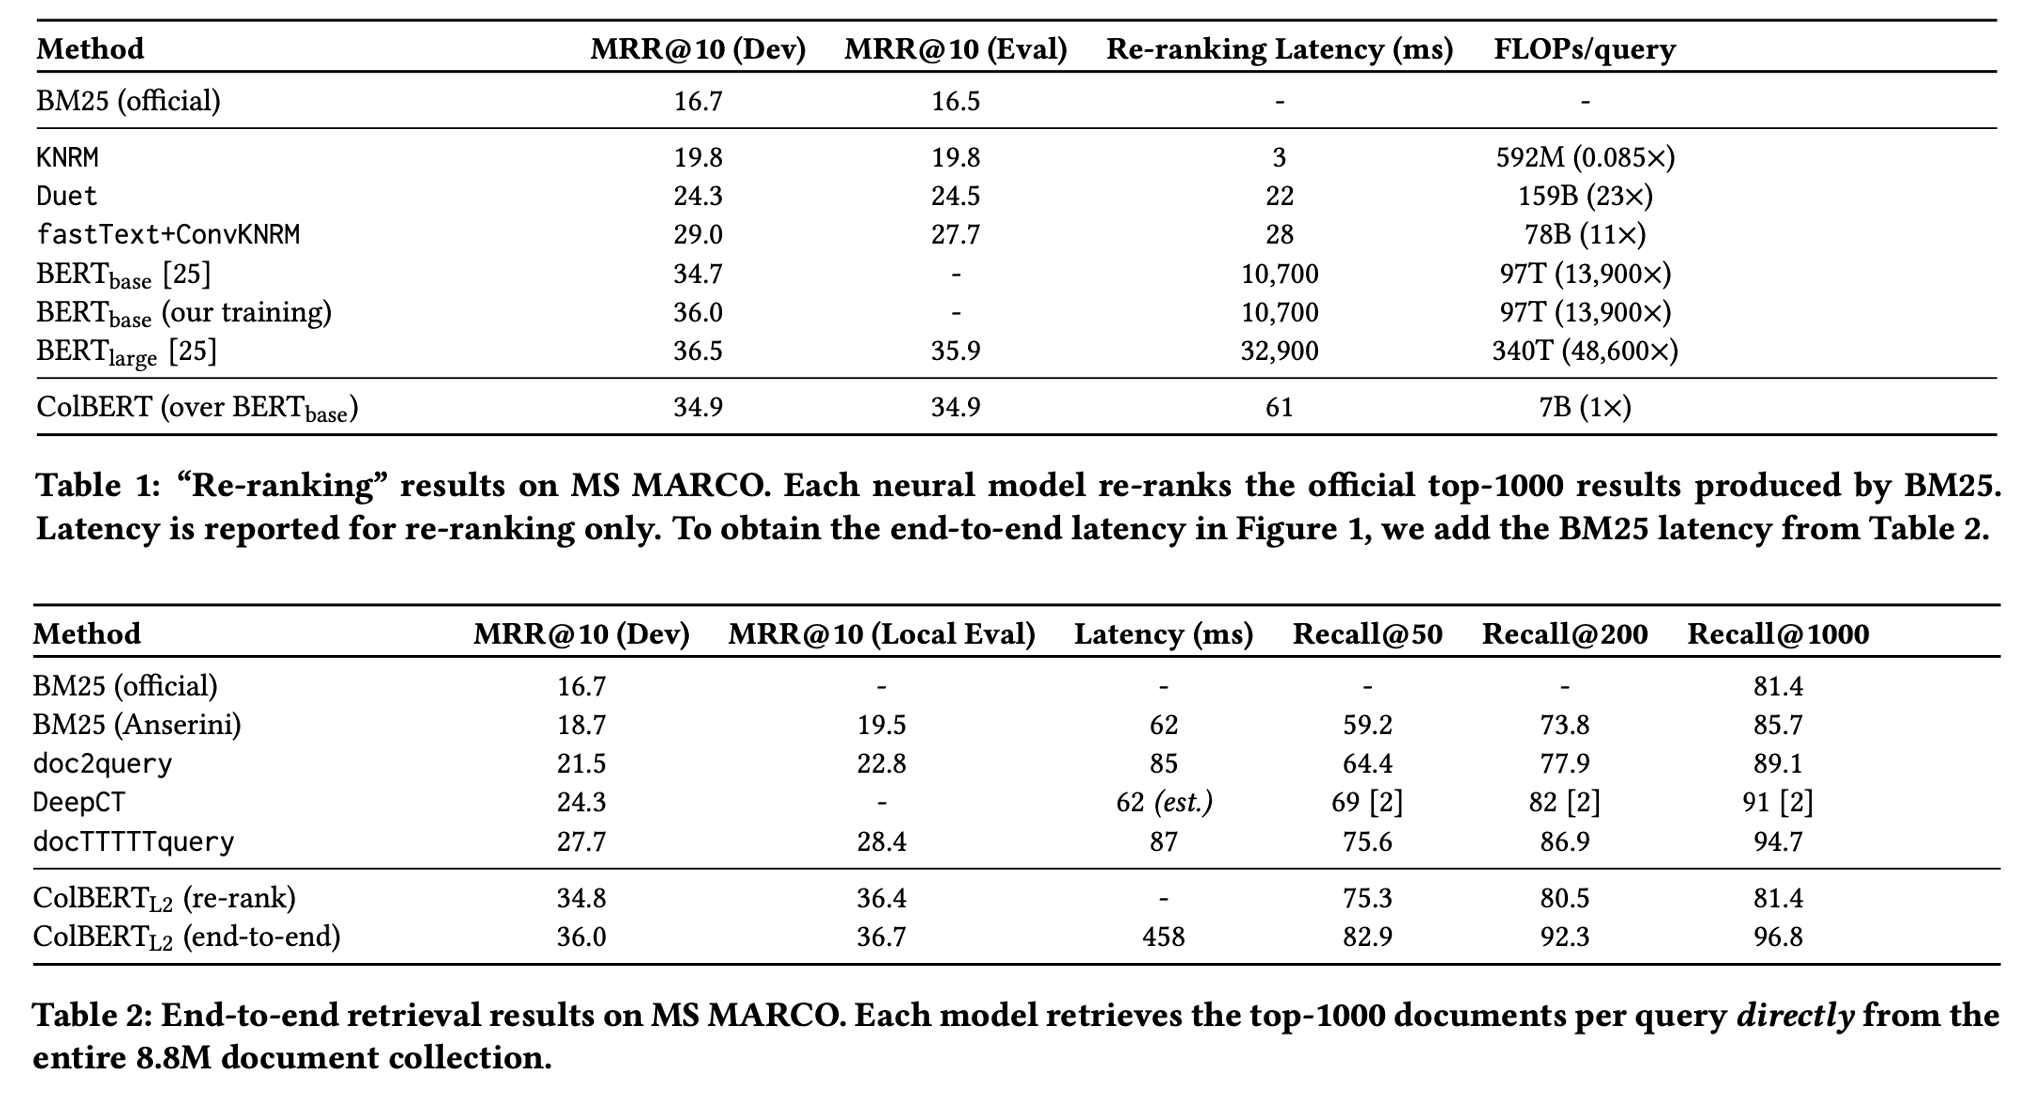 Method MRR@10 (Dev) MRR@10 (Eval) Re-ranking Latency (ms) FLOPs/query
BM25 (official) 16.7 16.5 - -
KNRM 19.8 19.8 3 592M (0.085×)
Duet 24.3 24.5 22 159B (23×)
fastText+ConvKNRM 29.0 27.7 28 78B (11×)
BERTbase [25] 34.7 - 10,700 97T (13,900×)
BERTbase (our training) 36.0 - 10,700 97T (13,900×)
BERTlarge [25] 36.5 35.9 32,900 340T (48,600×)
ColBERT (over BERTbase) 34.9 34.9 61 7B (1×)
Table 1: “Re-ranking” results on MS MARCO. Each neural model re-ranks the official top-1000 results produced by BM25.
Latency is reported for re-ranking only. To obtain the end-to-end latency in Figure 1, we add the BM25 latency from Table 2.
Method MRR@10 (Dev) MRR@10 (Local Eval) Latency (ms) Recall@50 Recall@200 Recall@1000
BM25 (official) 16.7 - - - - 81.4
BM25 (Anserini) 18.7 19.5 62 59.2 73.8 85.7
doc2query 21.5 22.8 85 64.4 77.9 89.1
DeepCT 24.3 - 62 (est.) 69 [2] 82 [2] 91 [2]
docTTTTTquery 27.7 28.4 87 75.6 86.9 94.7
ColBERTL2 (re-rank) 34.8 36.4 - 75.3 80.5 81.4
ColBERTL2 (end-to-end) 36.0 36.7 458 82.9 92.3 96.8
Table 2: End-to-end retrieval results on MS MARCO. Each model retrieves the top-1000 documents per query directly from the
entire 8.8M document collection.